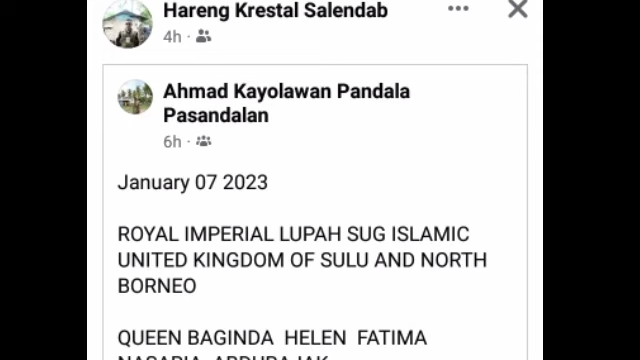 Hareng Krestal Salendab
4h
Ahmad Kayolawan Pandala
Pasandalan
6h
January 07 2023
ROYAL IMPERIAL LUPAH SUG ISLAMIC
UNITED KINGDOM OF SULU AND NORTH
BORNEO
QUEEN BAGINDA HELEN FATIMA